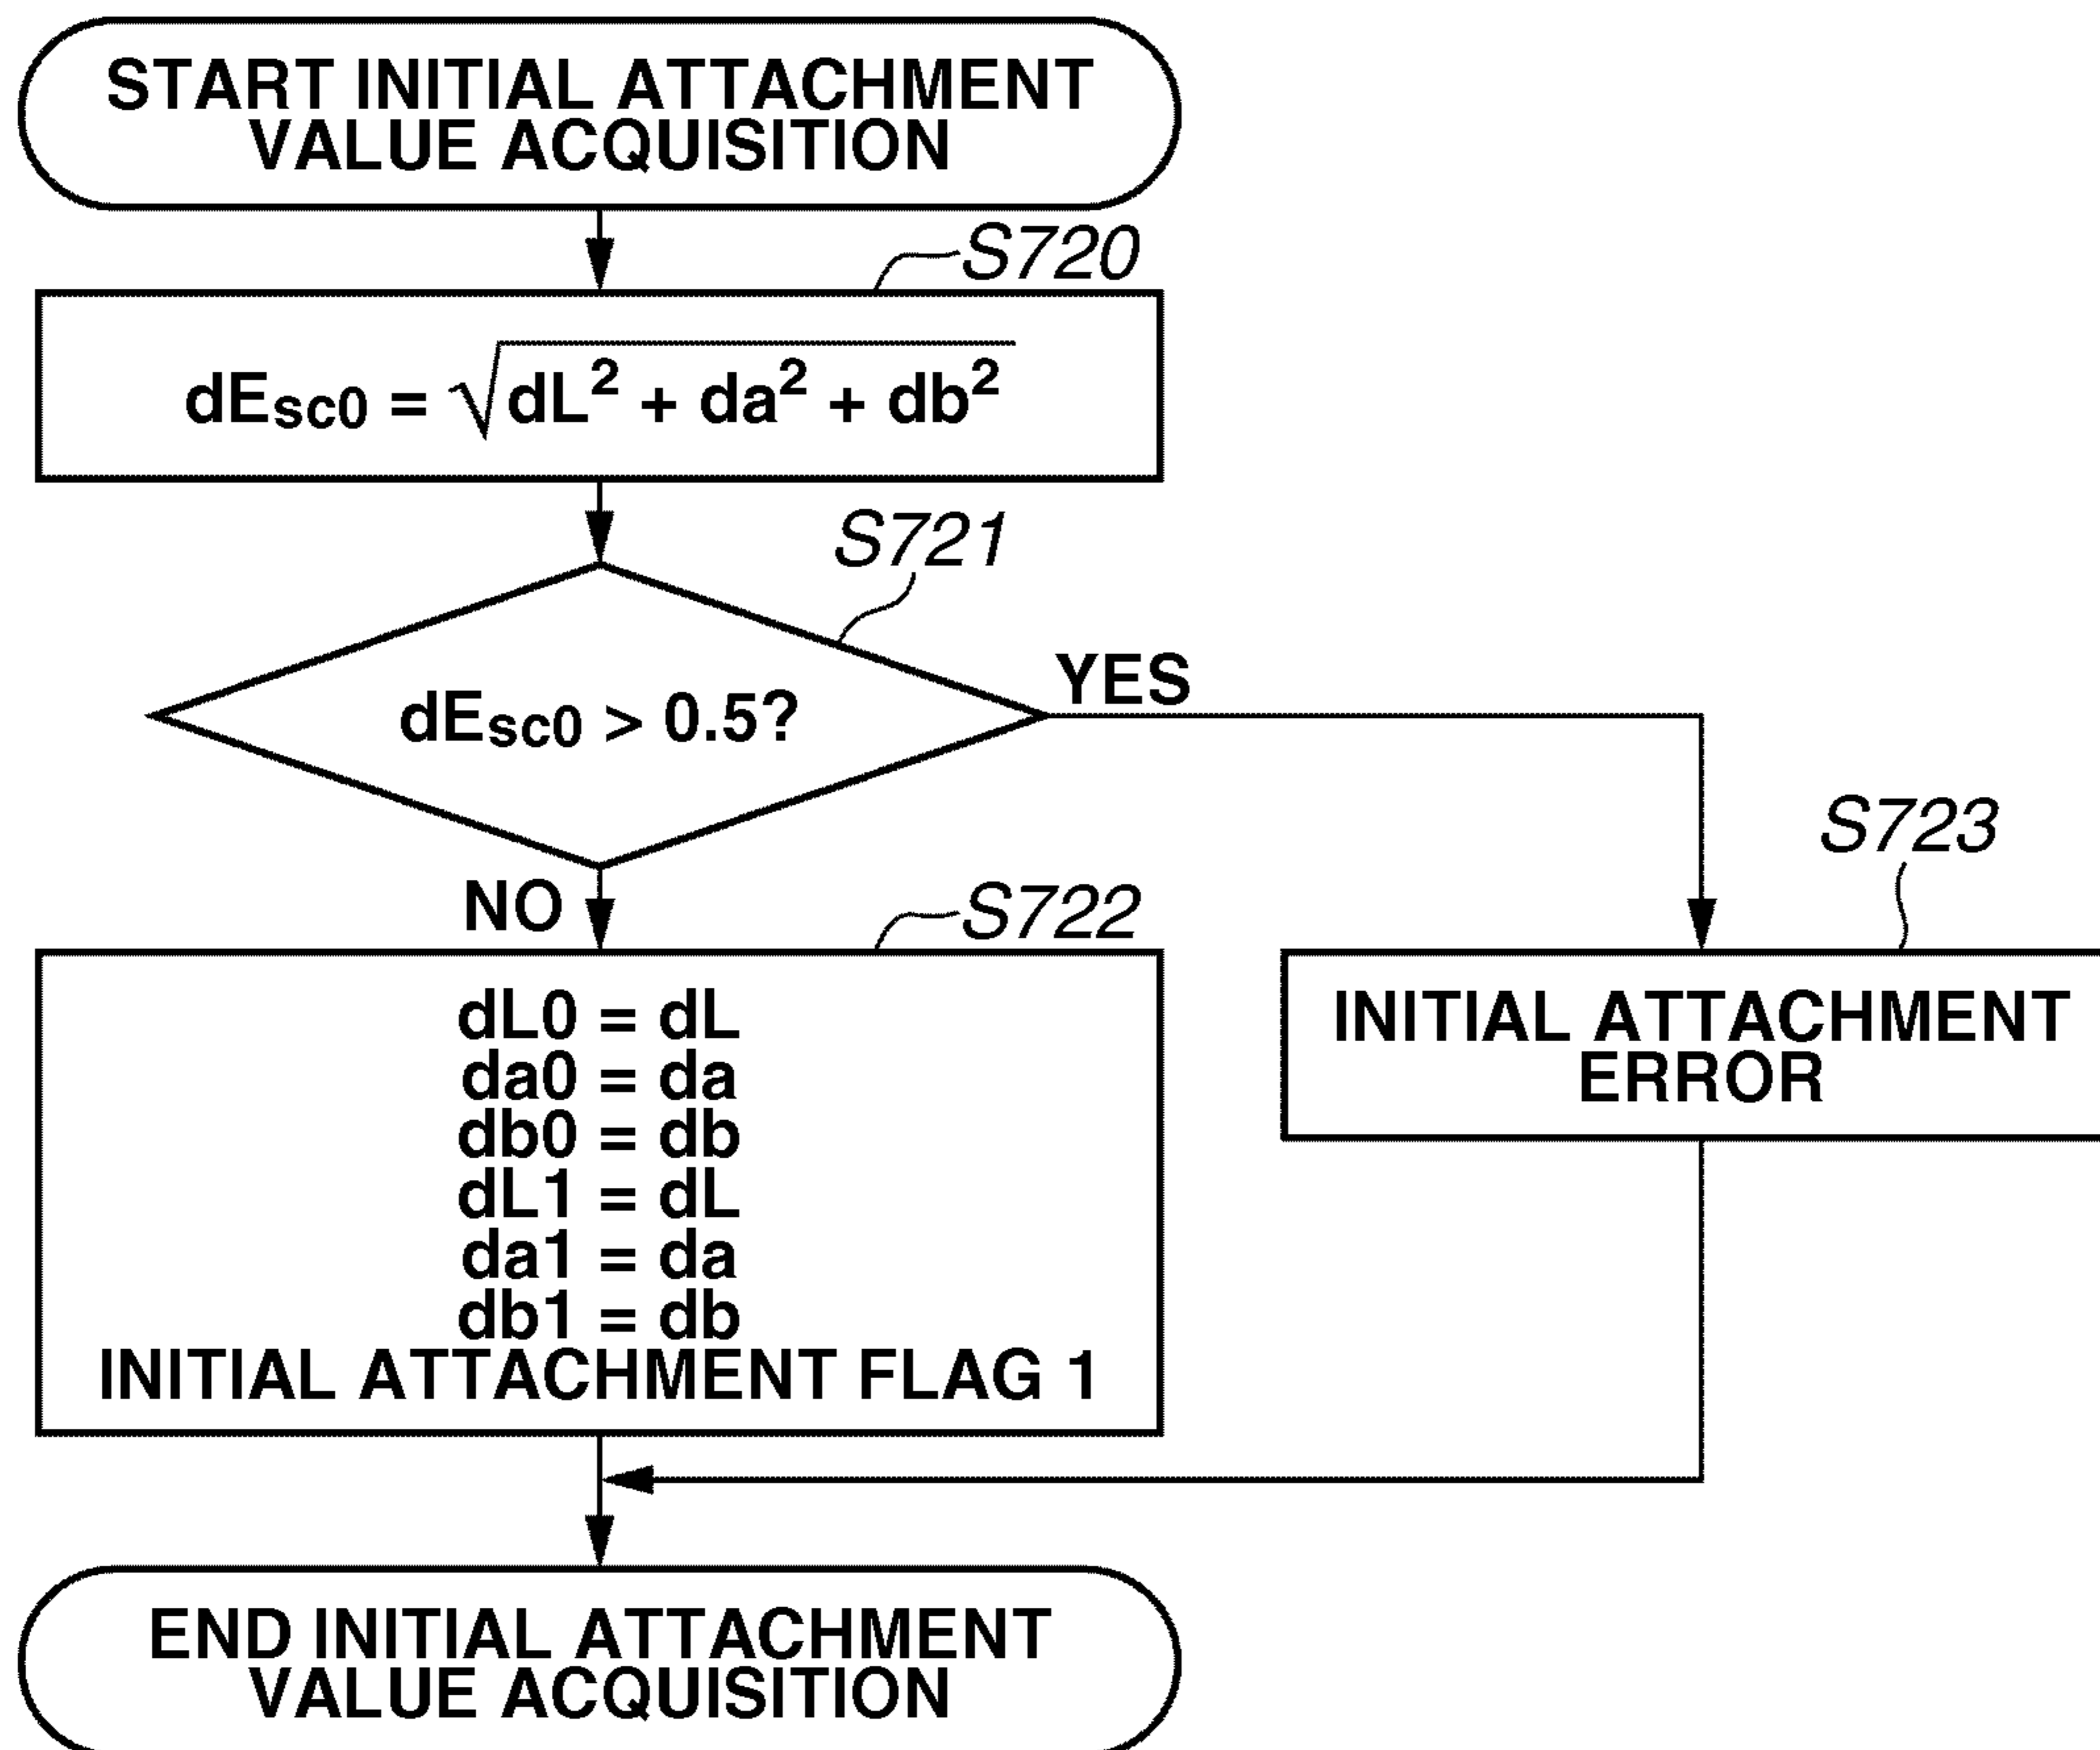 START INITIAL ATTACHMENT
VALUE ACQUISITION
S720
dEsc0 = √dL² + da² + db²
S721
dEsc0 > 0.5?
YES
NO
S722
S723
dL0 = dL
da0 = da
db0 = db
dL1 = dL
da1 = da
db1 = db
INITIAL ATTACHMENT FLAG 1
INITIAL ATTACHMENT
ERROR
END INITIAL ATTACHMENT
VALUE ACQUISITION